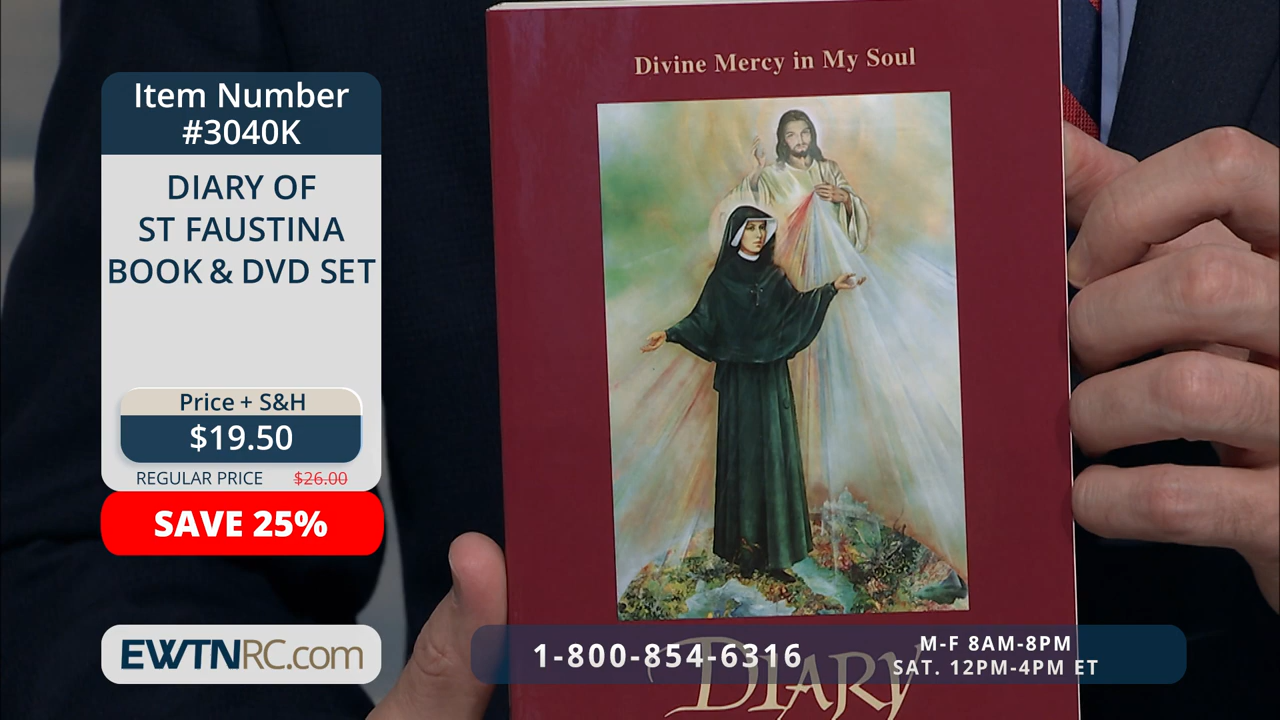 Item Number
#3040K
DIARY OF
ST FAUSTINA
BOOK & DVD SET
Price + S&H
$19.50
REGULAR PRICE $26.00
SAVE 25%
EWTNRC.com
Divine Mercy in My Soul
DIARY
1-800-854-6316
M-F 8AM-8PM
SAT. 12PM-4PM ET